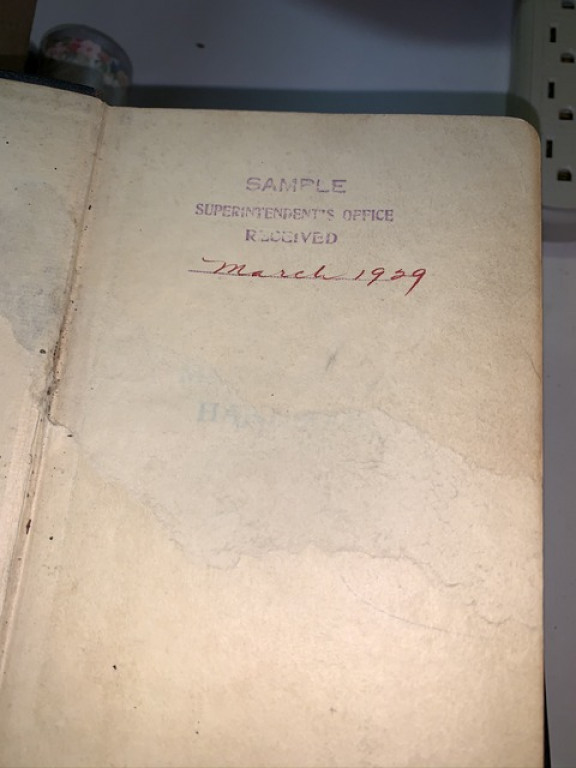 SAMPLE
SUPERINTENDENT'S OFFICE
RECEIVED
March 1929